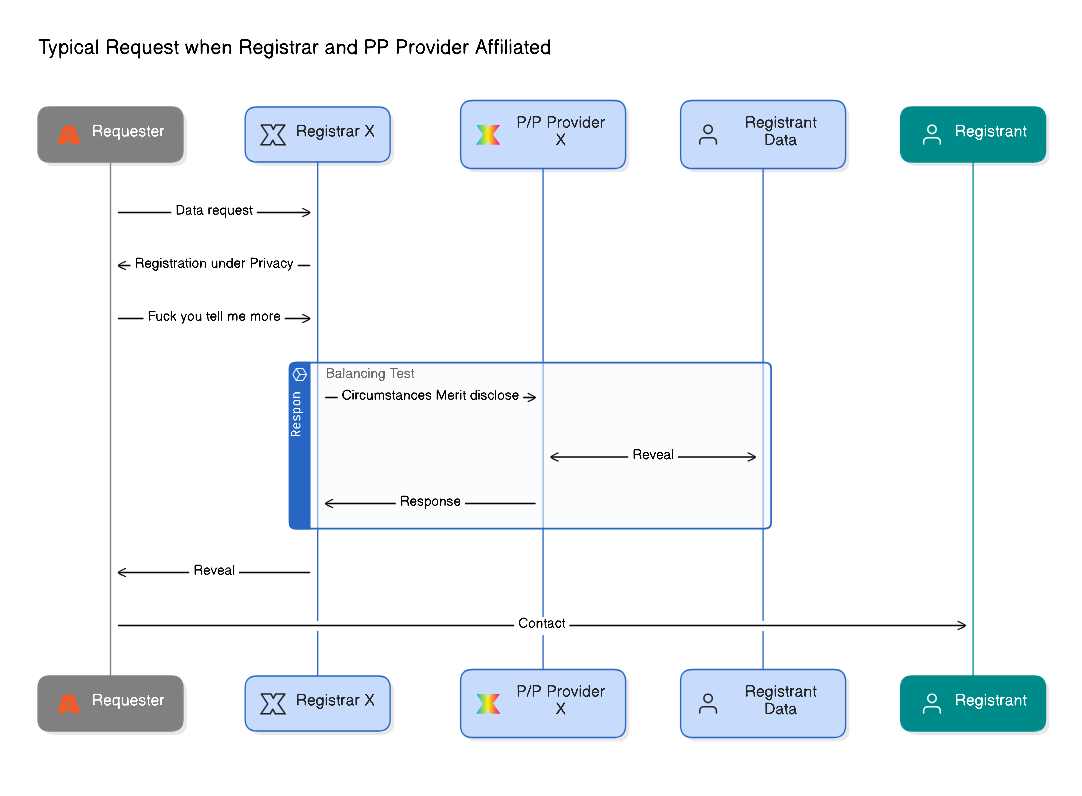 Typical Request when Registrar and PP Provider Affiliated
Requester
Registrar X
P/P Provider
X
Registrant
Data
Registrant
Data request
Registration under Privacy
Fuck you tell me more
Respon
Balancing Test
Circumstances Merit disclose
Reveal
Response
Reveal
Contact
Requester
Registrar X
P/P Provider
X
Registrant
Data
Registrant